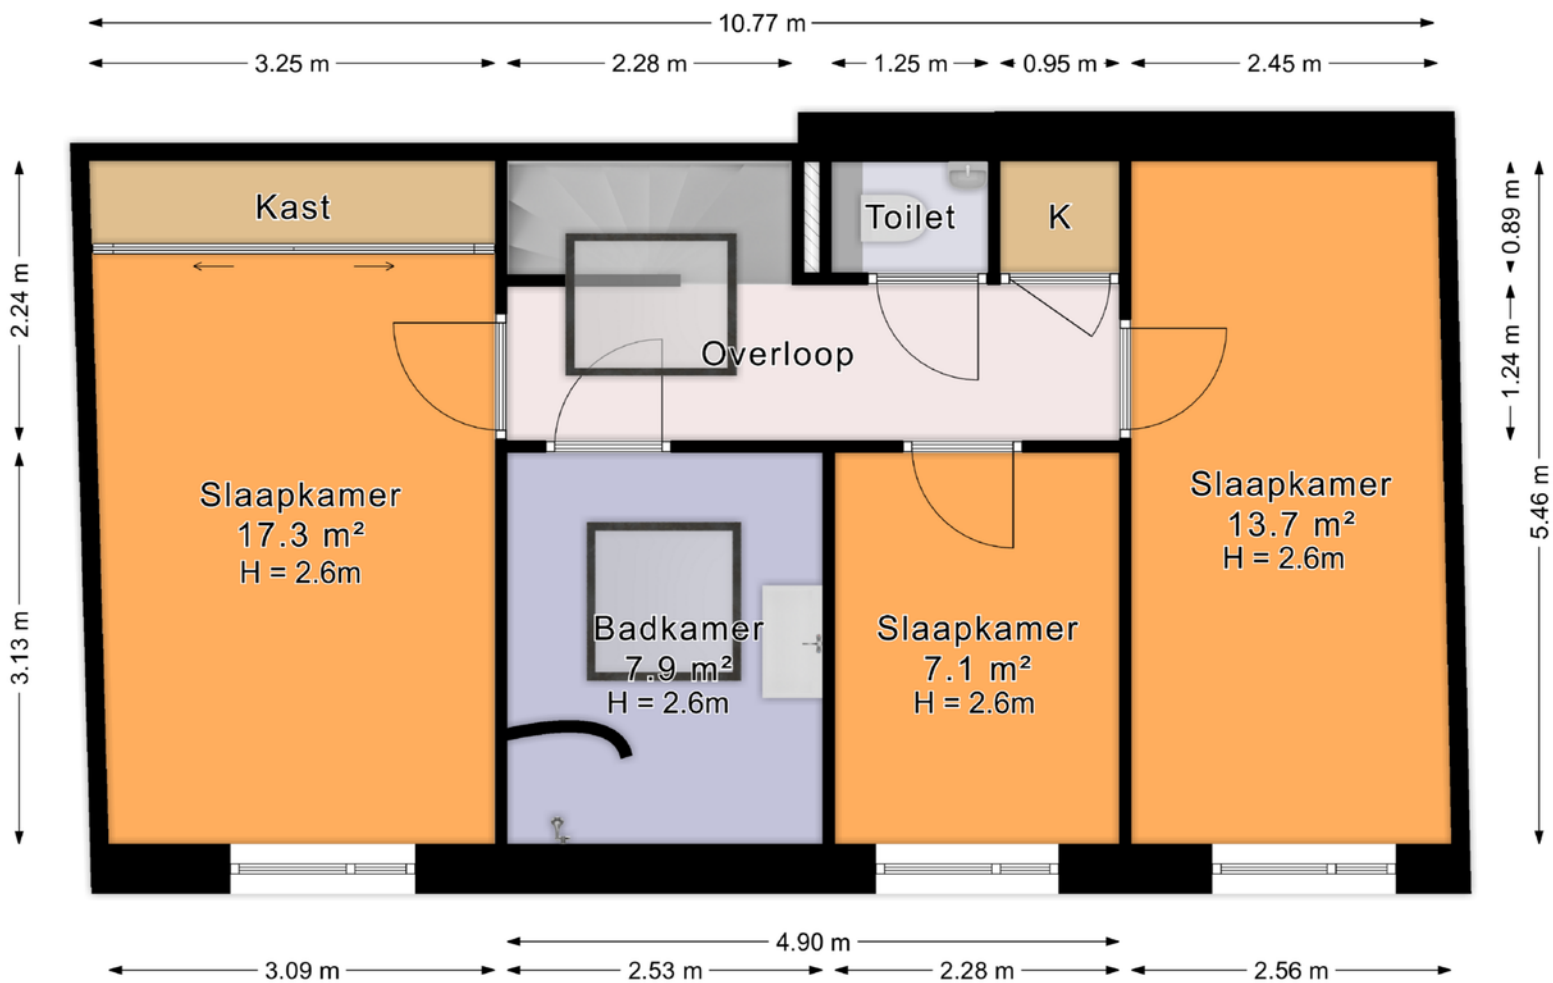 10.77 m
3.25 m
2.28 m
1.25 m
0.95 m
2.45 m
Kast
Toilet
K
0.89 m
2.24 m
1.24 m
Overloop
Slaapkamer
17.3 m²
H = 2.6m
Slaapkamer
13.7 m²
H = 2.6m
5.46 m
3.13 m
Badkamer
7.9 m²
H = 2.6m
Slaapkamer
7.1 m²
H = 2.6m
4.90 m
3.09 m
2.53 m
2.28 m
2.56 m